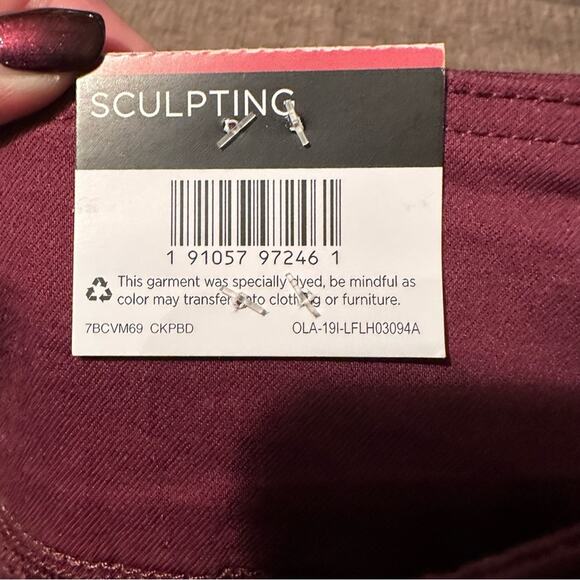 SCULPTING
1 91057 97246 1
This garment was specially dyed, be mindful as
color may transfer onto clothing or furniture.
7BCVM69 CKPBD OLA-19I-LFLH03094A